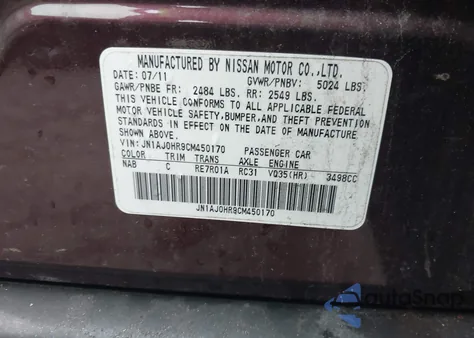 MANUFACTURED BY NISSAN MOTOR CO.,LTD.
DATE: 07/11 GVWR/PNBV: 5024 LBS.
GAWR/PNBE FR: 2484 LBS. RR: 2549 LBS.
THIS VEHICLE CONFORMS TO ALL APPLICABLE FEDERAL
MOTOR VEHICLE SAFETY,BUMPER,AND THEFT PREVENTION
STANDARDS IN EFFECT ON THE DATE OF MANUFACTURE
SHOWN ABOVE.
VIN: JN1AJ0HR9CM450170 PASSENGER CAR
COLOR TRIM TRANS AXLE ENGINE
NAB C RE7R01A RC31 VQ35(HR) 3498CC
JN1AJ0HR9CM450170
AutoSnap